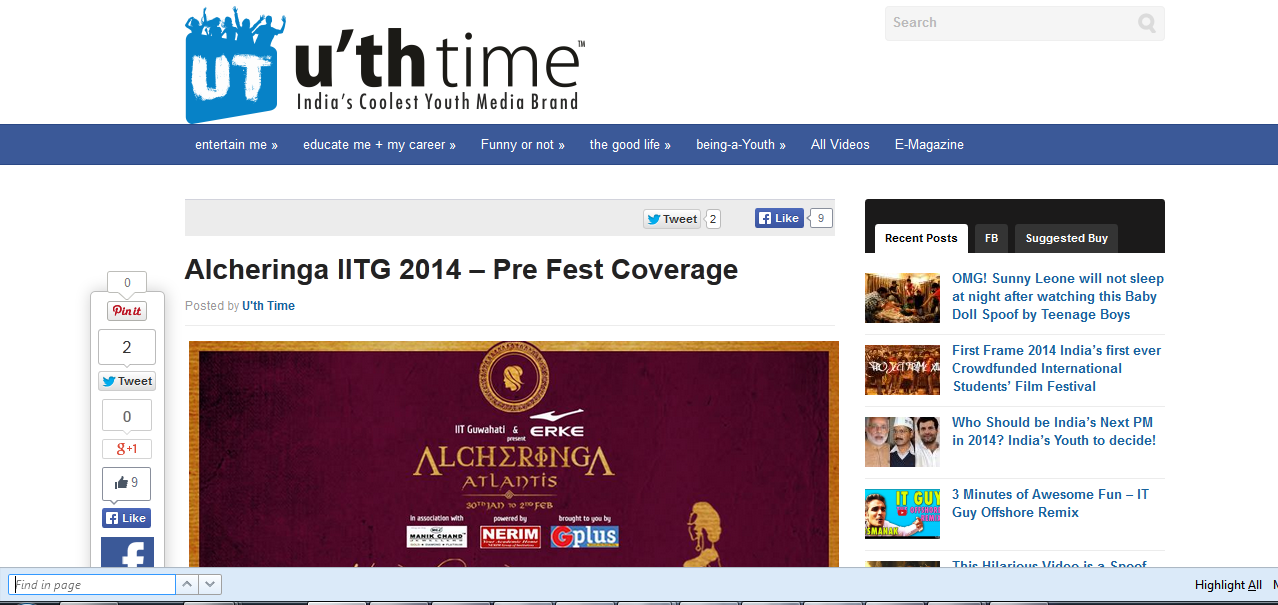 UT
u'th time™
India's Coolest Youth Media Brand
Search
entertain me » educate me + my career » Funny or not » the good life » being-a-Youth » All Videos E-Magazine
Tweet 2 Like 9
Alcheringa IITG 2014 – Pre Fest Coverage
Posted by U'th Time
0
Pin it
2
Tweet
0
g+1
9
Like
f
IIT Guwahati & ERKE
present
ALCHERINGA
ATLANTIS
30TH JAN TO 2ND FEB
in association with powered by brought to you by
MANIK CHAND NERIM Gplus
Your Academic Home
Recent Posts FB Suggested Buy
OMG! Sunny Leone will not sleep
at night after watching this Baby
Doll Spoof by Teenage Boys
First Frame 2014 India's first ever
Crowdfunded International
Students' Film Festival
Who Should be India's Next PM
in 2014? India's Youth to decide!
IT GUY
OFFSHORE
REMIX
3 Minutes of Awesome Fun – IT
Guy Offshore Remix
This Hilarious Video is a Spoof
Find in page
Highlight All